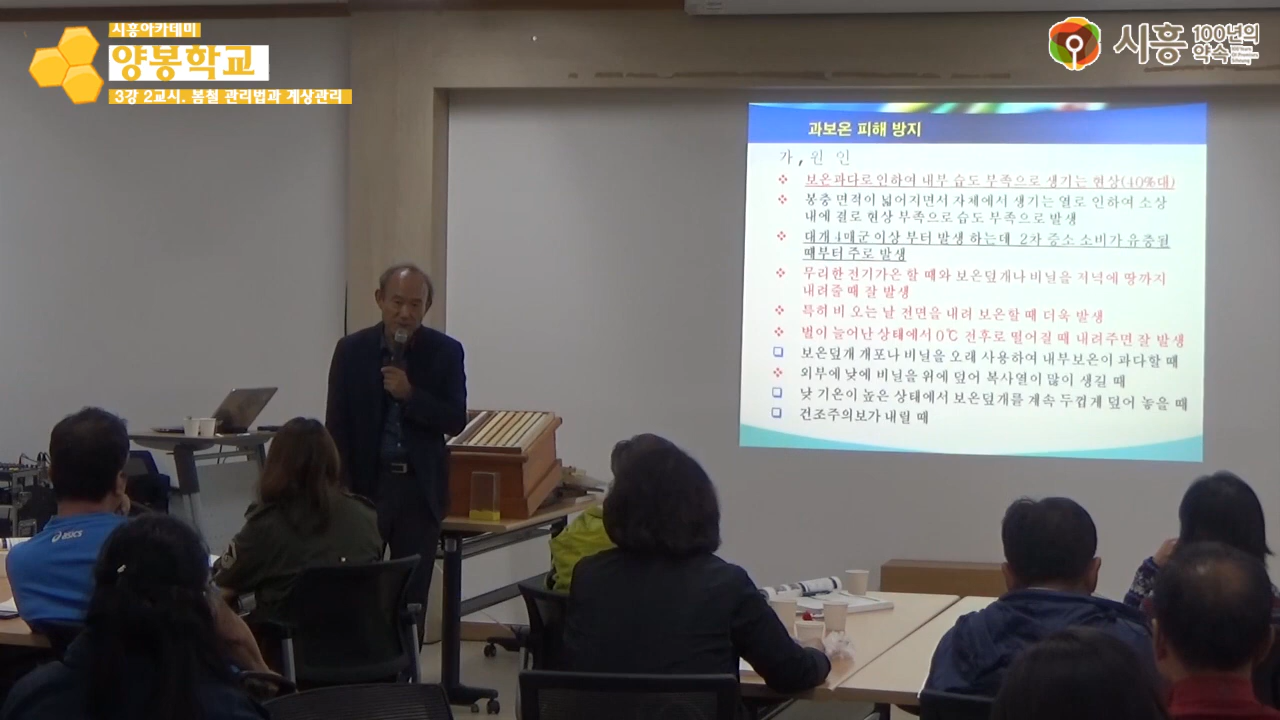 시흥아카데미
양봉학교
3강 2교시. 봄철 관리법과 계상관리
시흥 100년의
약속
과보온 피해 방지
가, 원 인
보온과다로 인하여 내부 습도 부족으로 생기는 현상(40%대)
봉충 면적이 넓어지면서 자체에서 생기는 열로 인하여 소상
내에 결로 현상 부족으로 습도 부족으로 발생
대개 4매군 이상 부터 발생 하는데 2차 증소 소비가 유충될
때부터 주로 발생
무리한 전기가온 할 때와 보온덮개나 비닐을 저녁에 땅까지
내려줄 때 잘 발생
특히 비 오는 날 전면을 내려 보온할 때 더욱 발생
벌이 늘어난 상태에서 0℃ 전후로 떨어질 때 내려주면 잘 발생
보온덮개 개포나 비닐을 오래 사용하여 내부보온이 과다할 때
외부에 낮에 비닐을 위에 덮어 복사열이 많이 생길 때
낮 기온이 높은 상태에서 보온덮개를 계속 두껍게 덮어 놓을 때
건조주의보가 내릴 때
asics